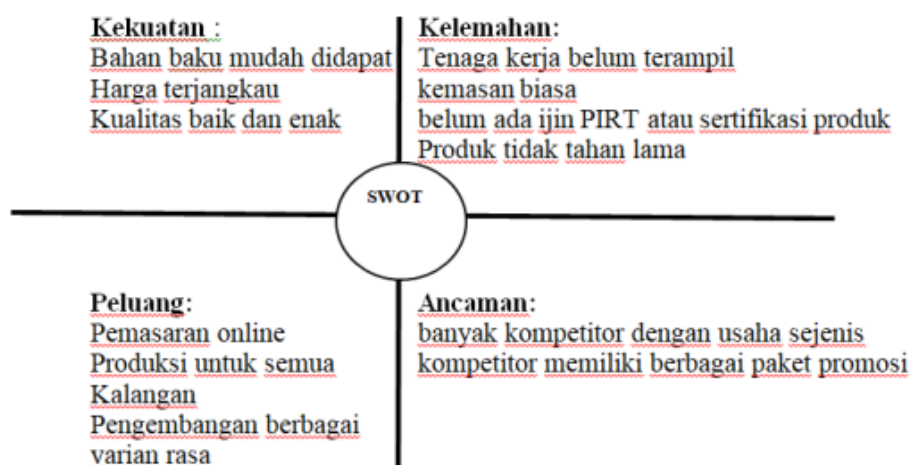 Kekuatan :
Bahan baku mudah didapat
Harga terjangkau
Kualitas baik dan enak
Kelemahan:
Tenaga kerja belum terampil
kemasan biasa
belum ada ijin PIRT atau sertifikasi produk
Produk tidak tahan lama
SWOT
Peluang:
Pemasaran online
Produksi untuk semua
Kalangan
Pengembangan berbagai
varian rasa
Ancaman:
banyak kompetitor dengan usaha sejenis
kompetitor memiliki berbagai paket promosi